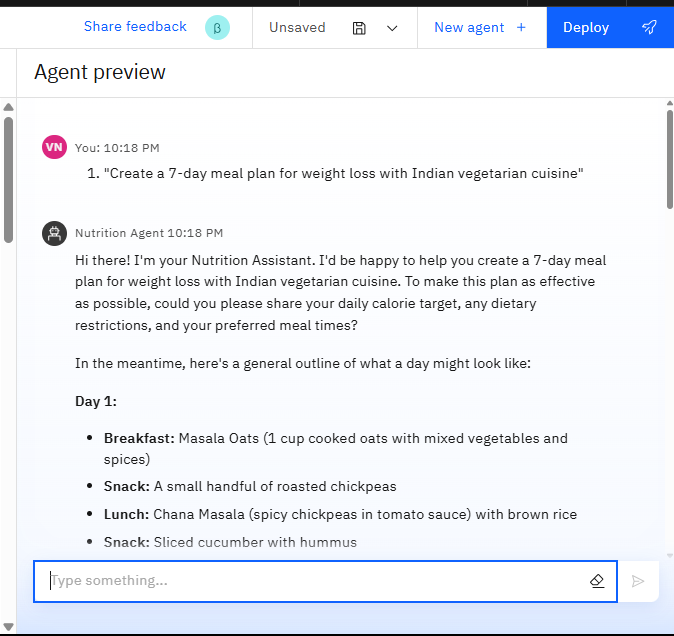 Share feedback β Unsaved New agent + Deploy
Agent preview
VN You: 10:18 PM
1. "Create a 7-day meal plan for weight loss with Indian vegetarian cuisine"
Nutrition Agent 10:18 PM
Hi there! I'm your Nutrition Assistant. I'd be happy to help you create a 7-day meal
plan for weight loss with Indian vegetarian cuisine. To make this plan as effective
as possible, could you please share your daily calorie target, any dietary
restrictions, and your preferred meal times?
In the meantime, here's a general outline of what a day might look like:
Day 1:
• Breakfast: Masala Oats (1 cup cooked oats with mixed vegetables and
spices)
• Snack: A small handful of roasted chickpeas
• Lunch: Chana Masala (spicy chickpeas in tomato sauce) with brown rice
• Snack: Sliced cucumber with hummus
Type something...